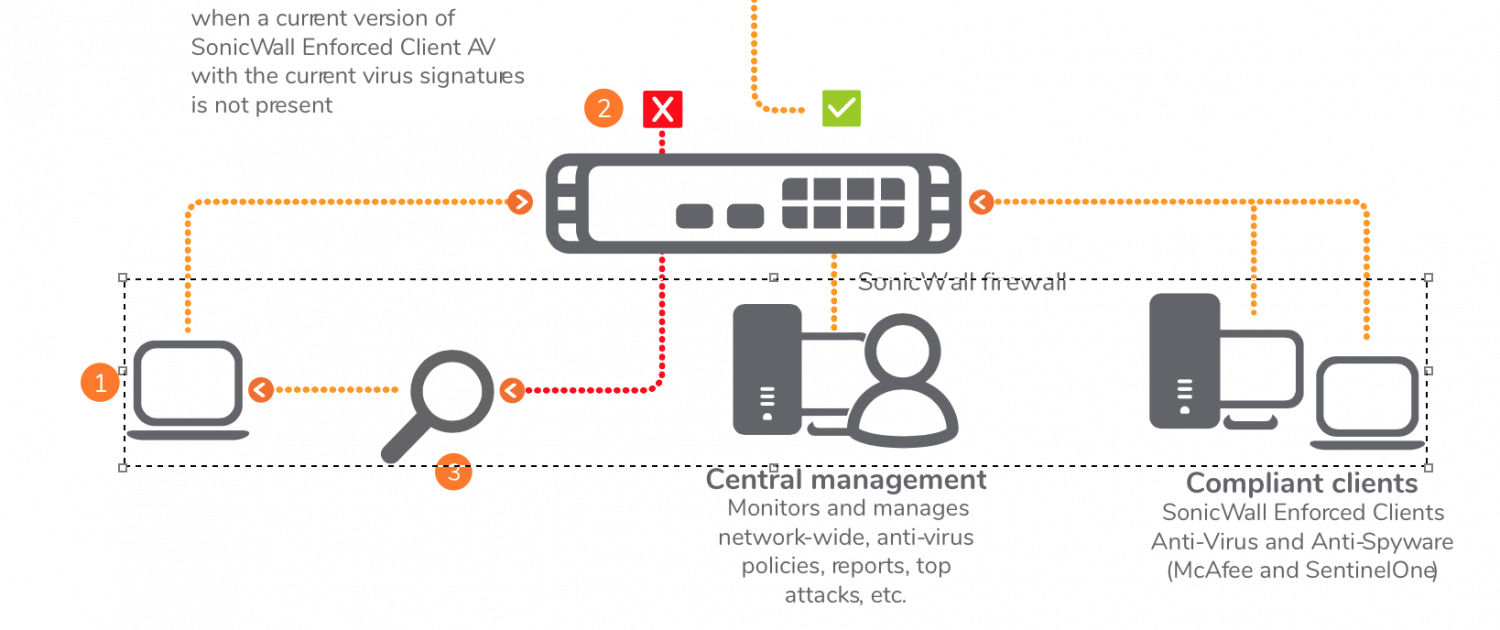 when a current version of
SonicWall Enforced Client AV
with the current virus signatures
is not present
2
SonicWall firewall
1
3
Central management
Monitors and manages
network-wide, anti-virus
policies, reports, top
attacks, etc.
Compliant clients
SonicWall Enforced Clients
Anti-Virus and Anti-Spyware
(McAfee and SentinelOne)